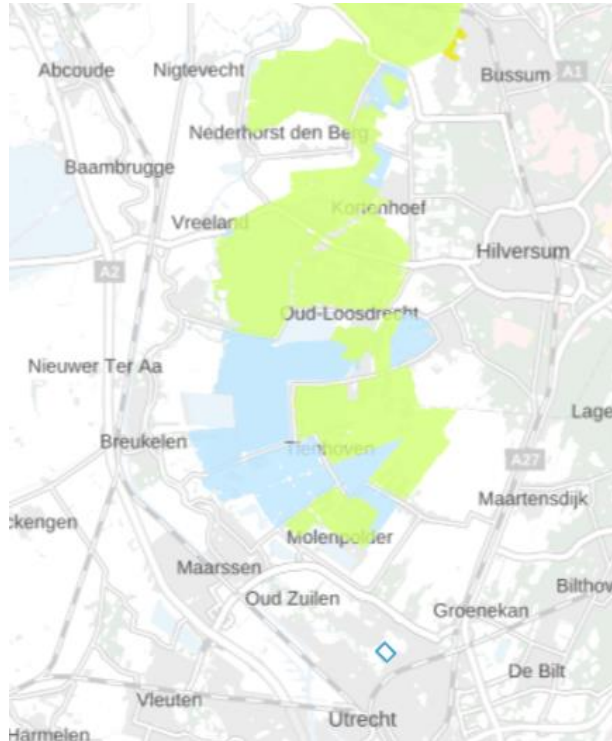 Abcoude
Nigtevecht
Bussum
A1
Nederhorst den Berg
Baambrugge
Kortenhoef
Vreeland
Hilversum
A2
Oud-Loosdrecht
Nieuwer Ter Aa
Lage
Breukelen
Tienhoven
A27
Maartensdijk
ckengen
Molenpolder
Maarssen
Bilthov
Oud Zuilen
Groenekan
De Bilt
Vleuten
Utrecht
Harmelen